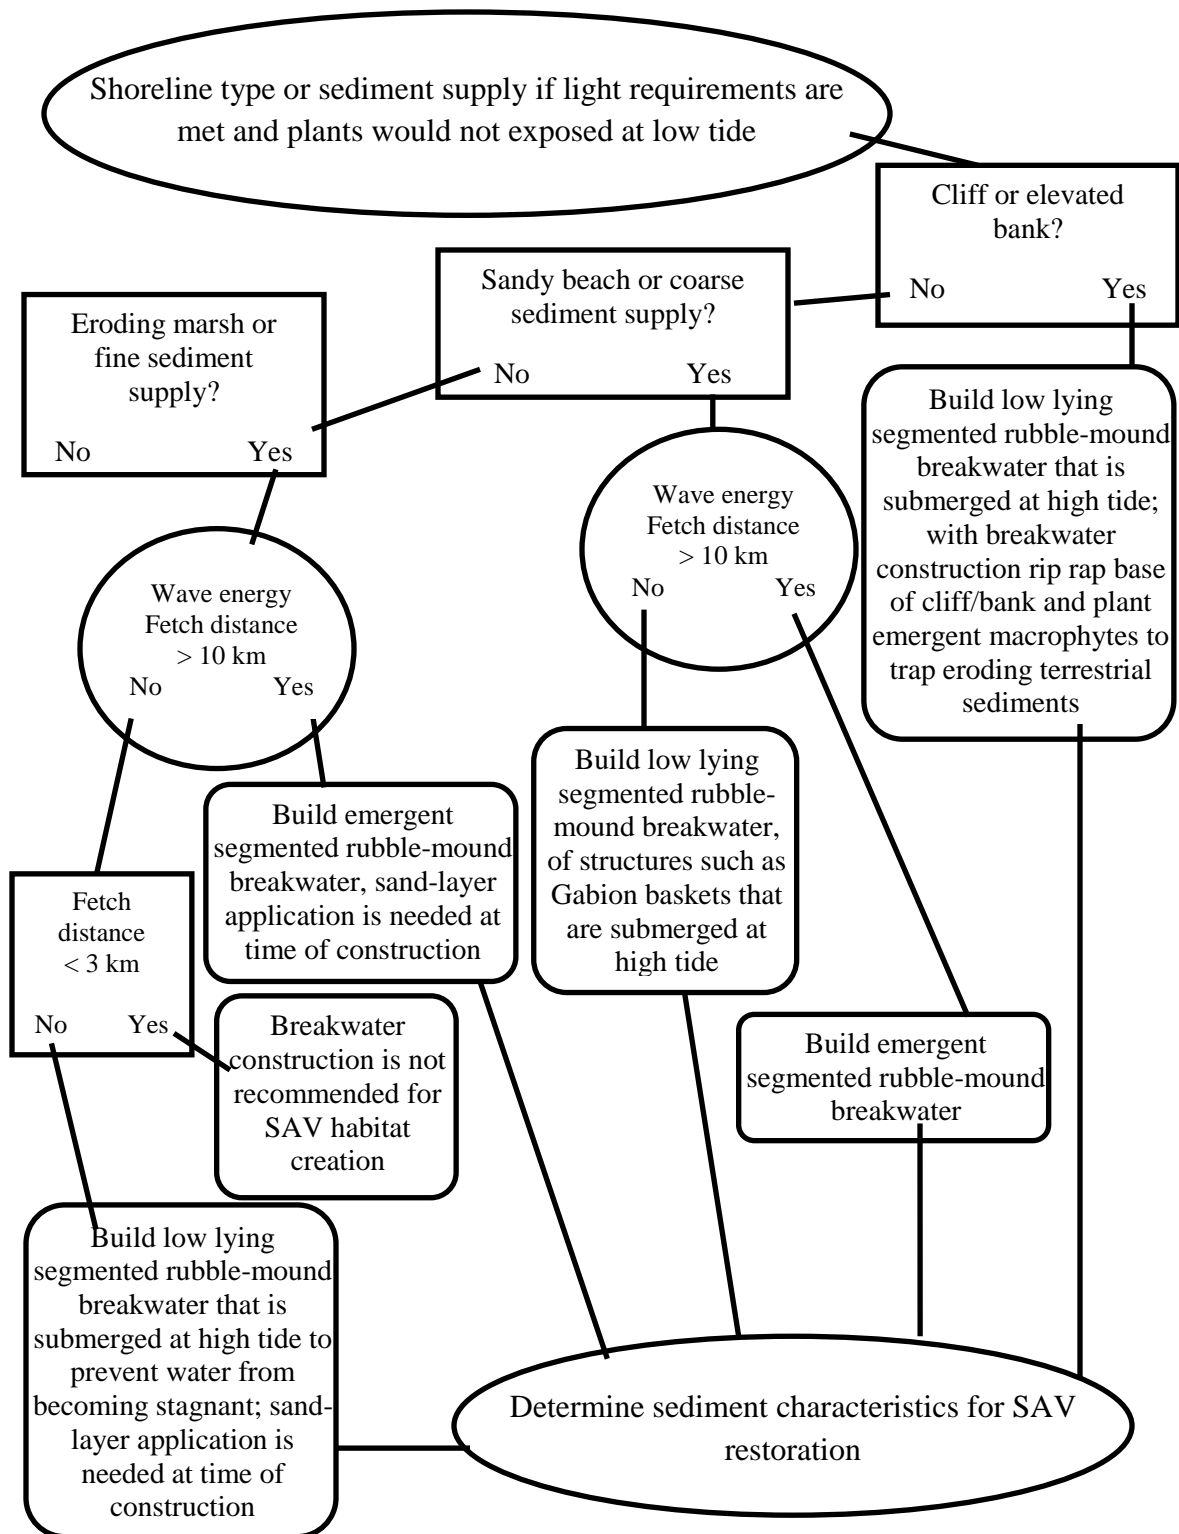 Shoreline type or sediment supply if light requirements are
met and plants would not exposed at low tide
Cliff or elevated
bank?
No Yes
Sandy beach or coarse
sediment supply?
No Yes
Eroding marsh or
fine sediment
supply?
No Yes
Build low lying
segmented rubble-mound
breakwater that is
submerged at high tide;
with breakwater
construction rip rap base
of cliff/bank and plant
emergent macrophytes to
trap eroding terrestrial
sediments
Wave energy
Fetch distance
> 10 km
No Yes
Wave energy
Fetch distance
> 10 km
No Yes
Build low lying
segmented rubble-
mound breakwater,
of structures such as
Gabion baskets that
are submerged at
high tide
Build emergent
segmented rubble-mound
breakwater, sand-layer
application is needed at
time of construction
Fetch
distance
< 3 km
No Yes
Breakwater
construction is not
recommended for
SAV habitat
creation
Build emergent
segmented rubble-mound
breakwater
Build low lying
segmented rubble-mound
breakwater that is
submerged at high tide to
prevent water from
becoming stagnant; sand-
layer application is
needed at time of
construction
Determine sediment characteristics for SAV
restoration